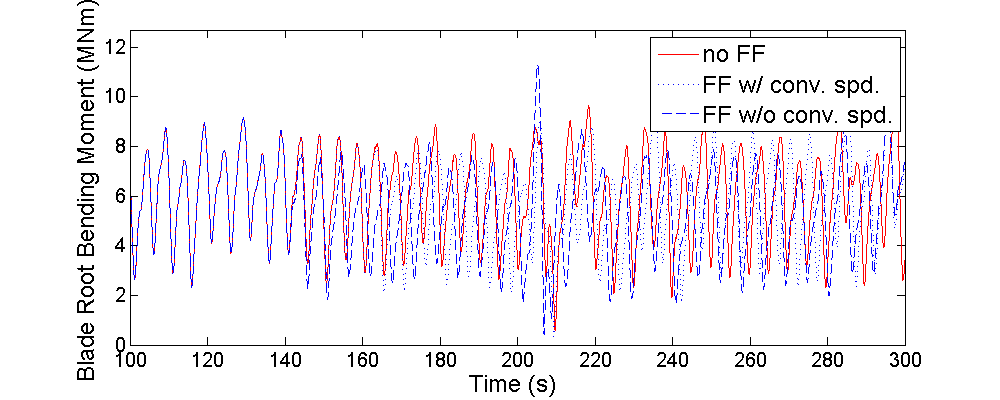 Blade Root Bending Moment (MNm)
12
10
8
6
4
2
0
no FF
FF w/ conv. spd.
FF w/o conv. spd.
100 120 140 160 180 200 220 240 260 280 300
Time (s)